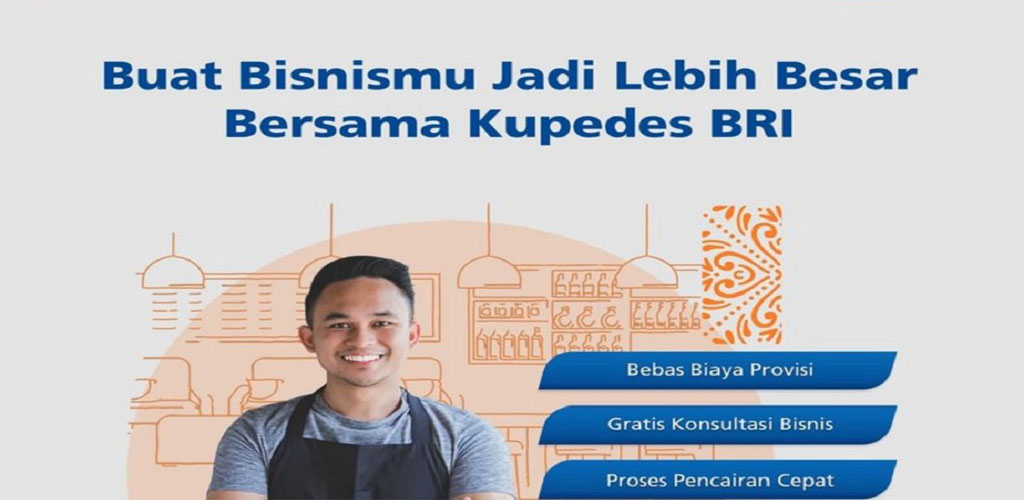 Buat Bisnismu Jadi Lebih Besar
Bersama Kupedes BRI
Bebas Biaya Provisi
Gratis Konsultasi Bisnis
Proses Pencairan Cepat